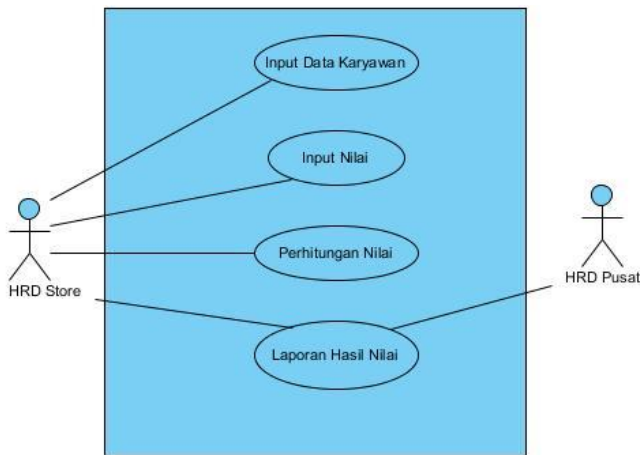 Input Data Karyawan
Input Nilai
Perhitungan Nilai
HRD Store
HRD Pusat
Laporan Hasil Nilai